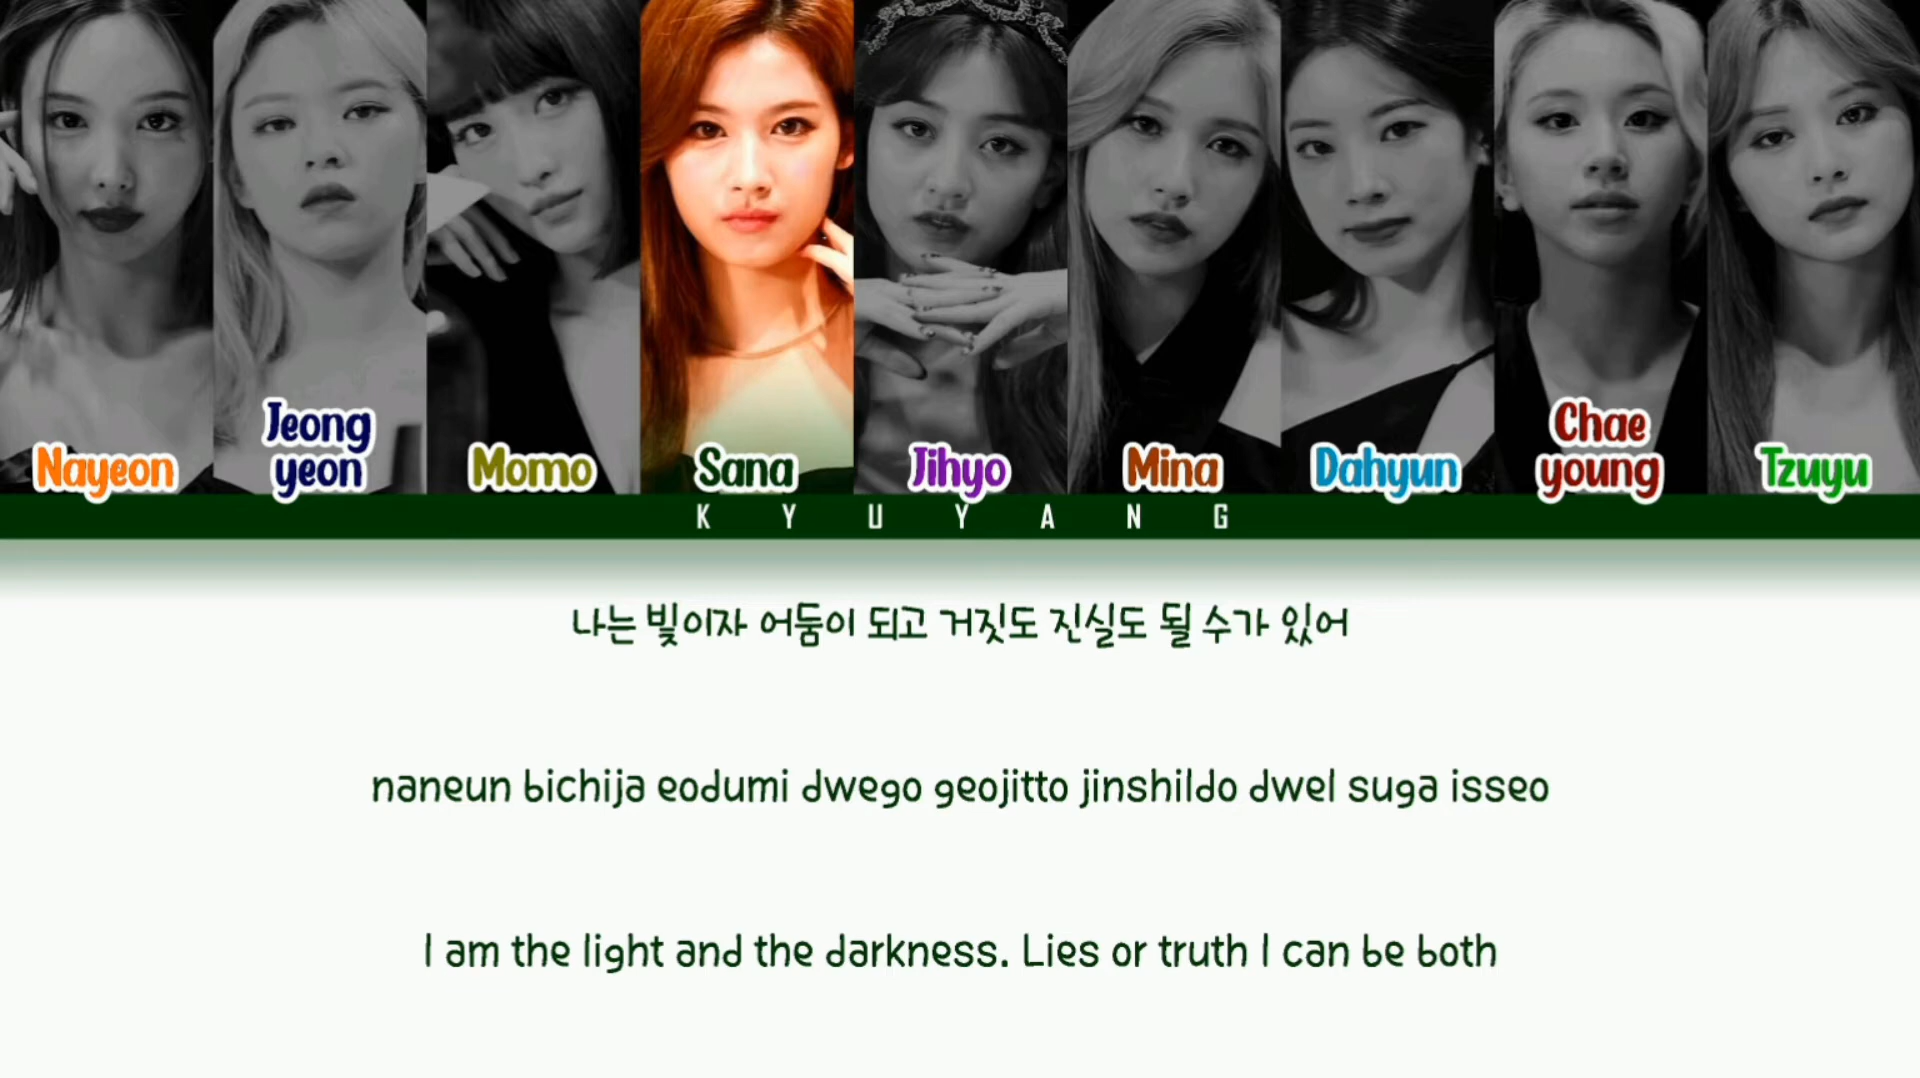 Nayeon
Jeong
yeon
Momo
Sana
Jihyo
Mina
Dahyun
Chae
young
Tzuyu
K Y U Y A N G
나는 빛이자 어둠이 되고 거짓도 진실도 될 수가 있어
naneun bichija eodumi dwego geojitto jinshildo dwel suga isseo
I am the light and the darkness. Lies or truth I can be both